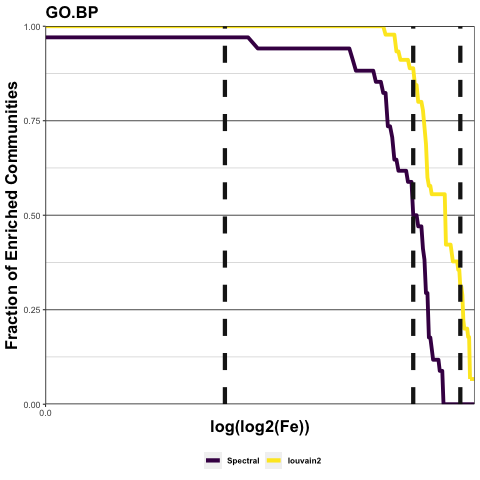 GO.BP
Fraction of Enriched Communities
1.00
0.75
0.50
0.25
0.00
0.0
log(log2(Fe))
Spectral louvain2